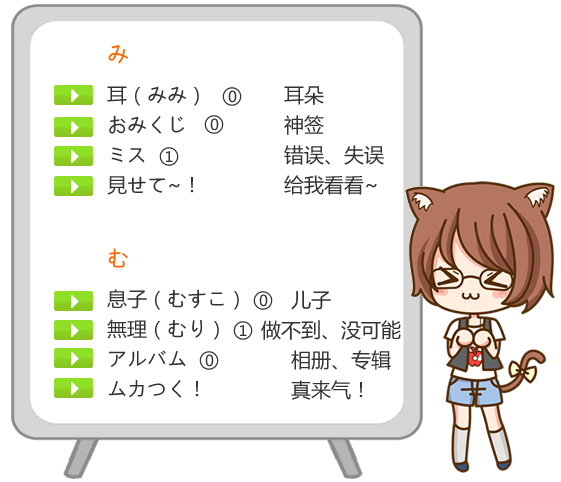 み
耳（みみ） ⓪ 耳朵
おみくじ ⓪ 神签
ミス ① 错误、失误
見せて~！ 给我看看~
む
息子（むすこ） ⓪ 儿子
無理（むり） ① 做不到、没可能
アルバム ⓪ 相册、专辑
ムカつく！ 真来气！